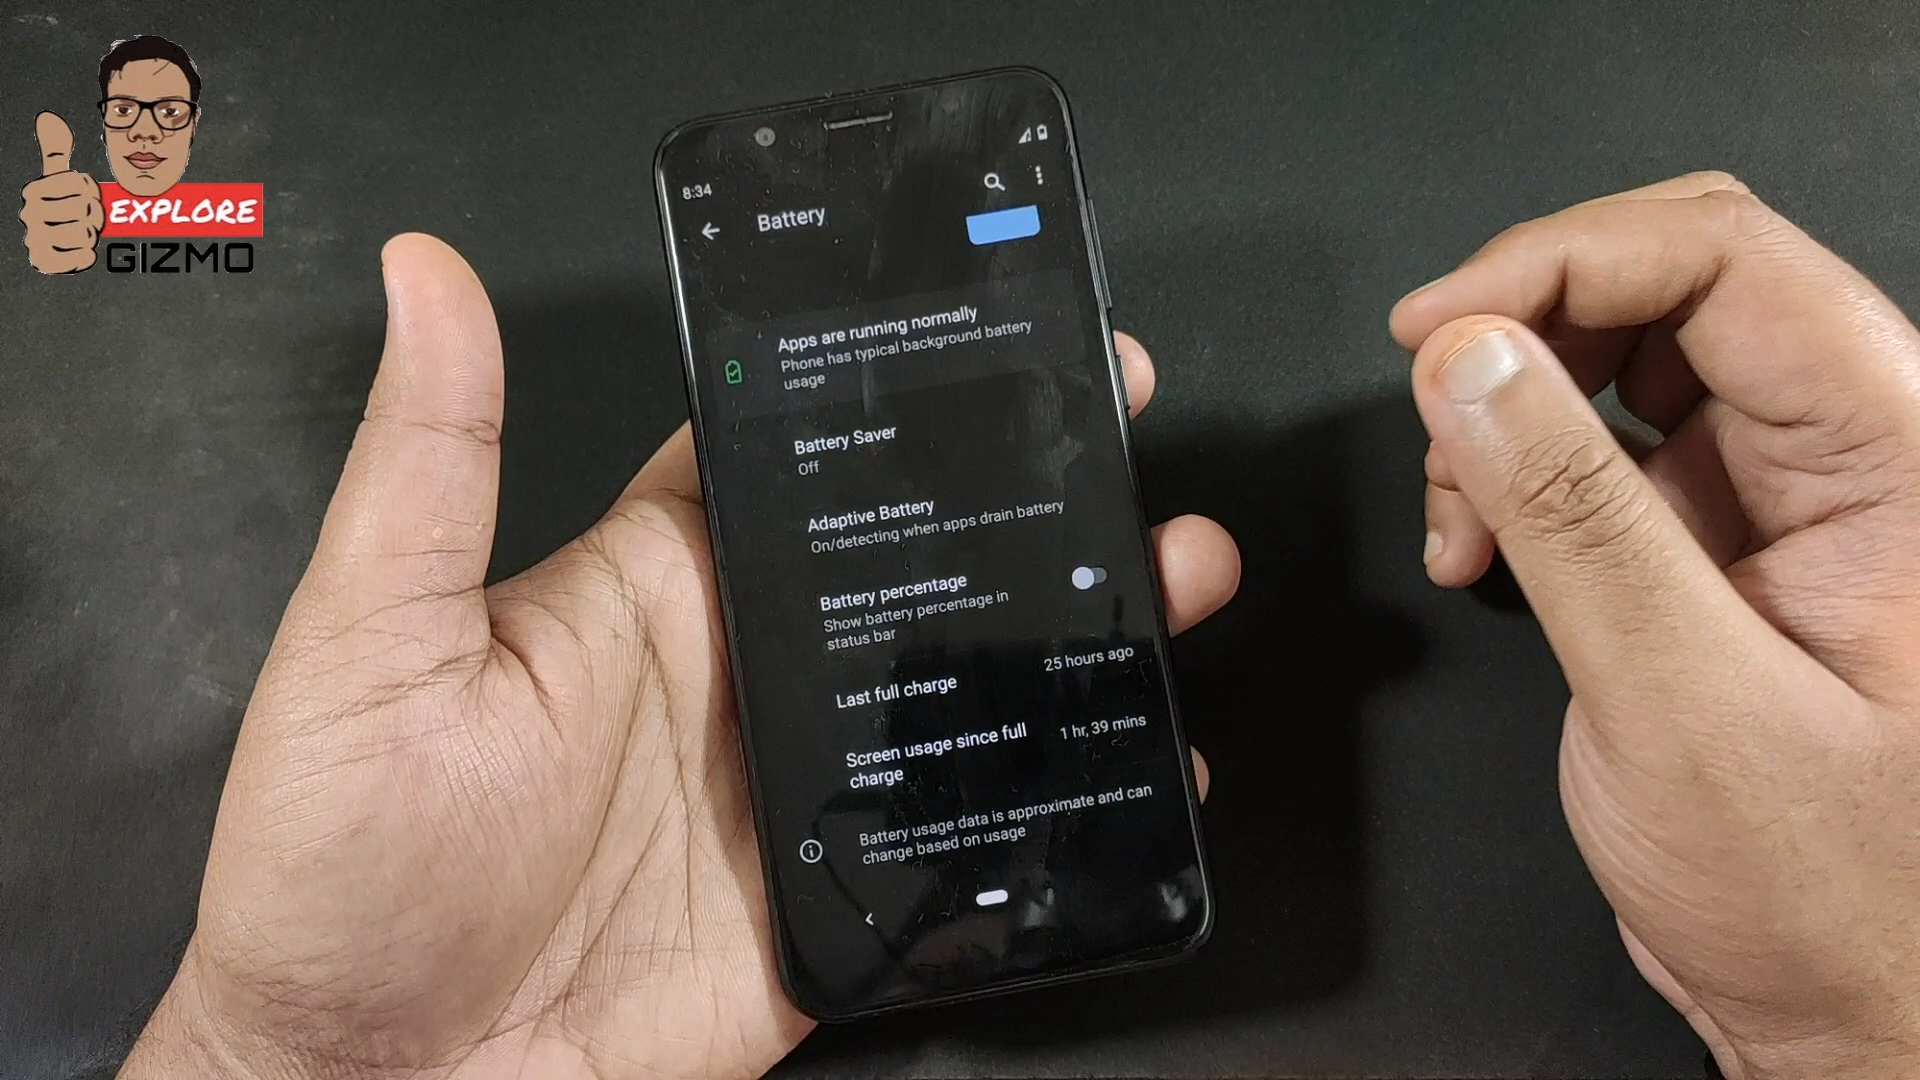 EXPLORE
GIZMO
8:34
Battery
Apps are running normally
Phone has typical background battery
usage
Battery Saver
Off
Adaptive Battery
On/detecting when apps drain battery
Battery percentage
Show battery percentage in
status bar
Last full charge
25 hours ago
Screen usage since full
charge
1 hr, 39 mins
Battery usage data is approximate and can
change based on usage